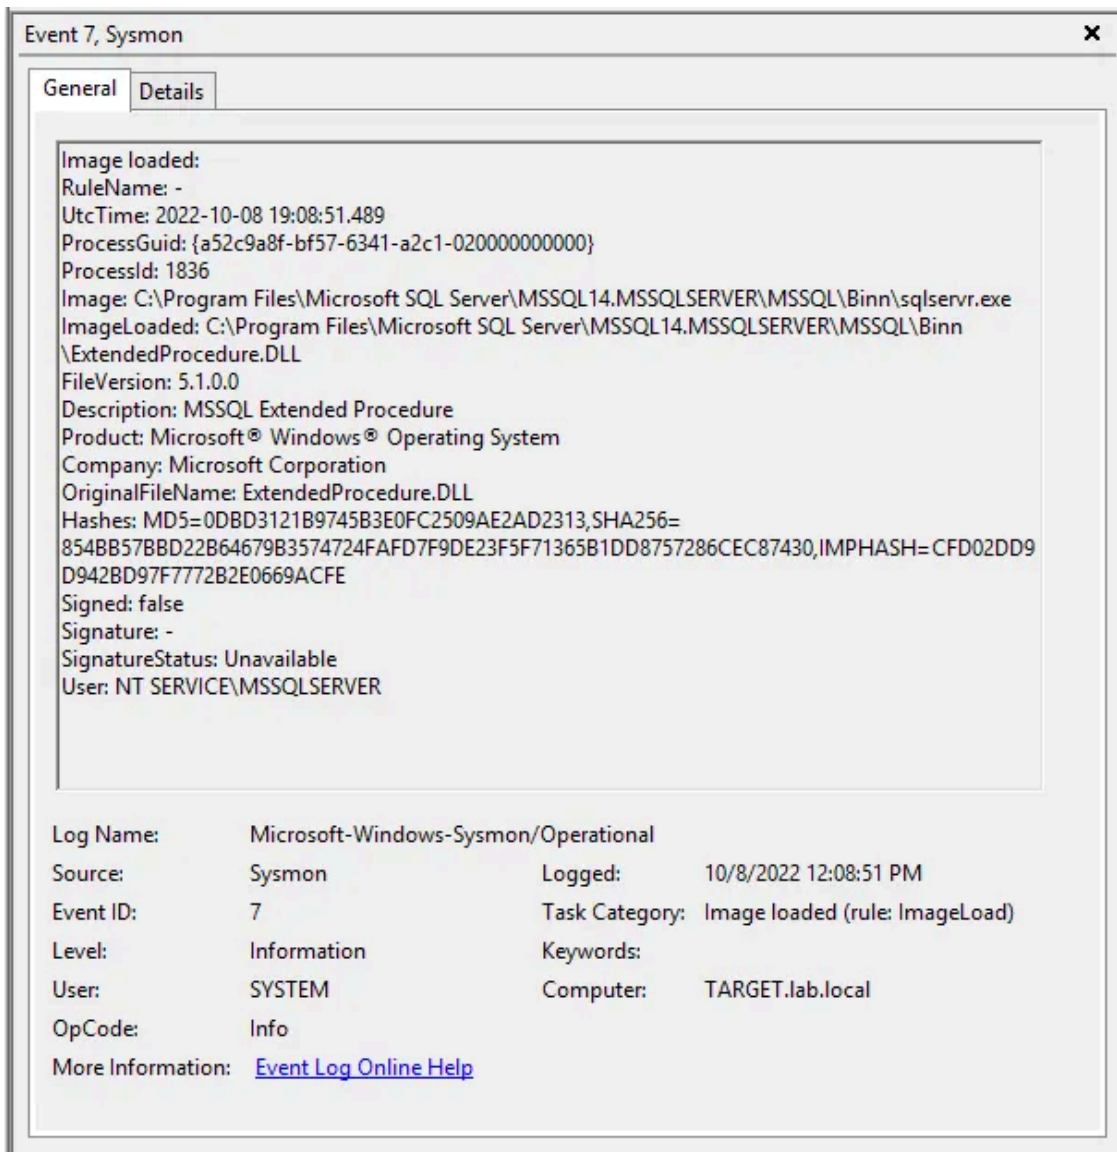 Event 7, Sysmon
General Details
Image loaded:
RuleName: -
UtcTime: 2022-10-08 19:08:51.489
ProcessGuid: {a52c9a8f-bf57-6341-a2c1-020000000000}
ProcessId: 1836
Image: C:\Program Files\Microsoft SQL Server\MSSQL14.MSSQLSERVER\MSSQL\Binn\sqlservr.exe
ImageLoaded: C:\Program Files\Microsoft SQL Server\MSSQL14.MSSQLSERVER\MSSQL\Binn
\ExtendedProcedure.DLL
FileVersion: 5.1.0.0
Description: MSSQL Extended Procedure
Product: Microsoft® Windows® Operating System
Company: Microsoft Corporation
OriginalFileName: ExtendedProcedure.DLL
Hashes: MD5=0DBD3121B9745B3E0FC2509AE2AD2313,SHA256=
854BB57BBD22B64679B3574724FAFD7F9DE23F5F71365B1DD8757286CEC87430,IMPHASH=CFD02DD9
D942BD97F7772B2E0669ACFE
Signed: false
Signature: -
SignatureStatus: Unavailable
User: NT SERVICE\MSSQLSERVER
Log Name: Microsoft-Windows-Sysmon/Operational
Source: Sysmon Logged: 10/8/2022 12:08:51 PM
Event ID: 7 Task Category: Image loaded (rule: ImageLoad)
Level: Information Keywords:
User: SYSTEM Computer: TARGET.lab.local
OpCode: Info
More Information: Event Log Online Help